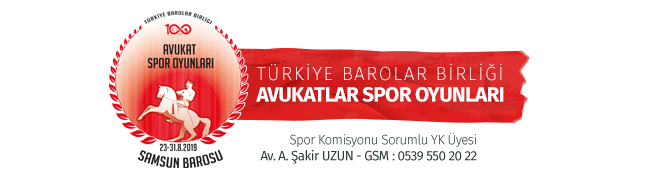 TÜRKİYE BAROLAR BİRLİĞİ
100
AVUKAT
SPOR OYUNLARI
23-31.8.2019
SAMSUN BAROSU
TÜRKİYE BAROLAR BİRLİĞİ
AVUKATLAR SPOR OYUNLARI
Spor Komisyonu Sorumlu YK Üyesi
Av. A. Şakir UZUN - GSM : 0539 550 20 22